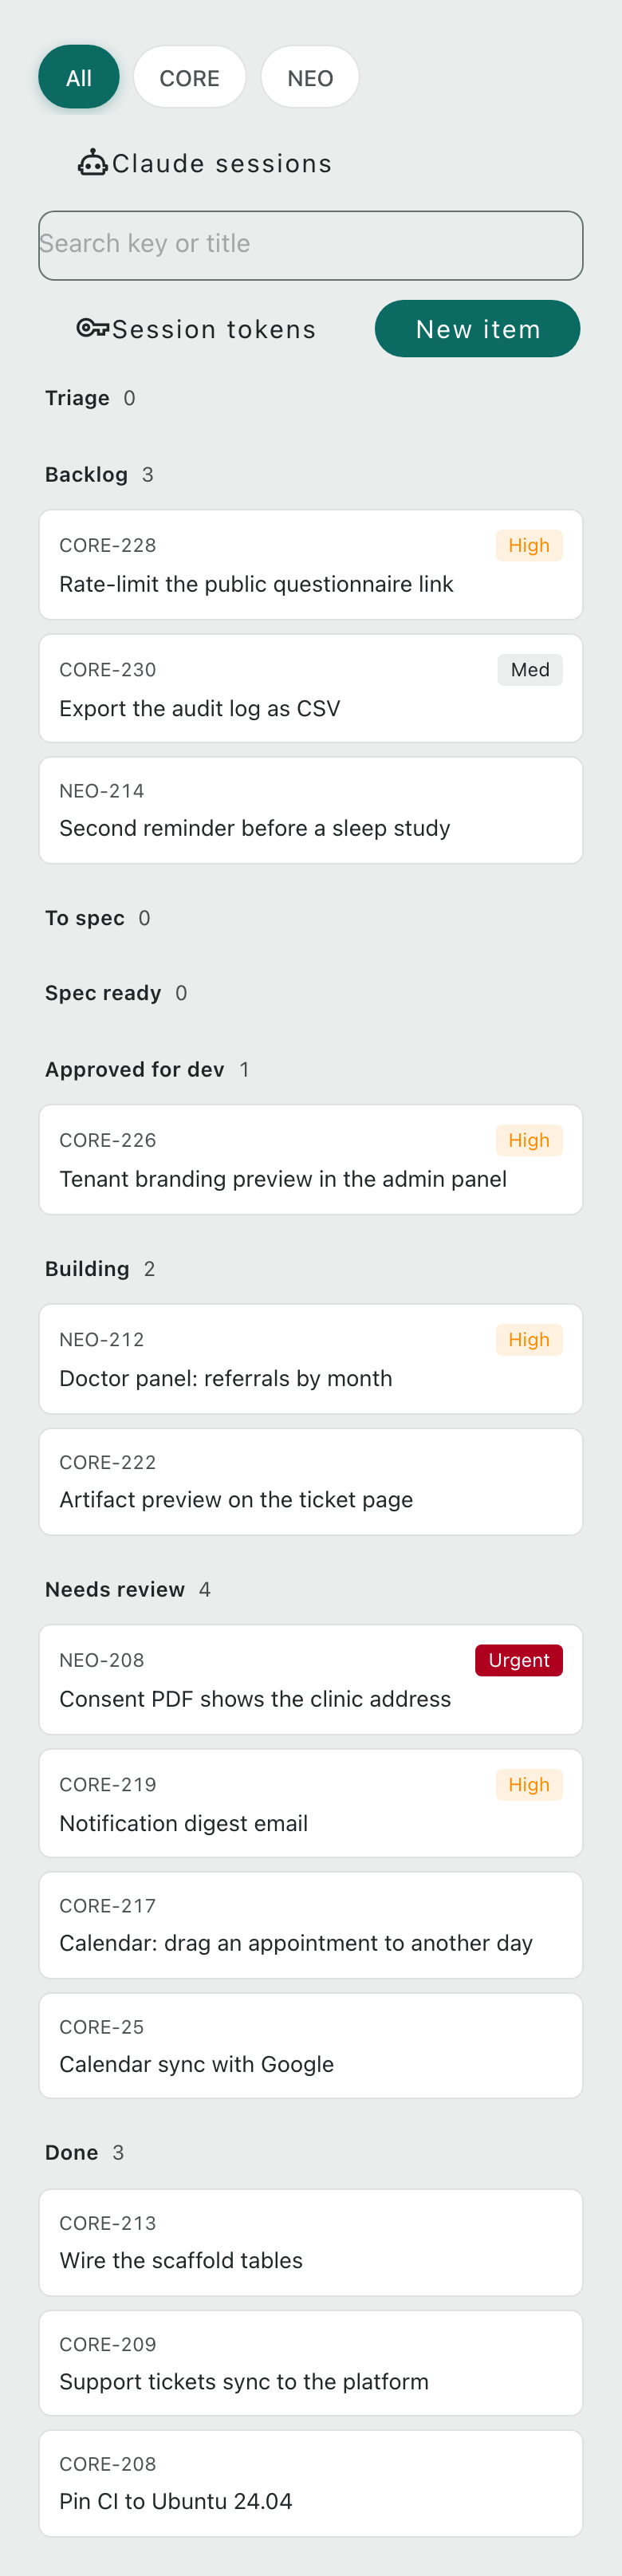 All CORE NEO
Claude sessions
Search key or title
Session tokens New item
Triage 0
Backlog 3
CORE-228 High
Rate-limit the public questionnaire link
CORE-230 Med
Export the audit log as CSV
NEO-214
Second reminder before a sleep study
To spec 0
Spec ready 0
Approved for dev 1
CORE-226 High
Tenant branding preview in the admin panel
Building 2
NEO-212 High
Doctor panel: referrals by month
CORE-222
Artifact preview on the ticket page
Needs review 4
NEO-208 Urgent
Consent PDF shows the clinic address
CORE-219 High
Notification digest email
CORE-217
Calendar: drag an appointment to another day
CORE-25
Calendar sync with Google
Done 3
CORE-213
Wire the scaffold tables
CORE-209
Support tickets sync to the platform
CORE-208
Pin CI to Ubuntu 24.04